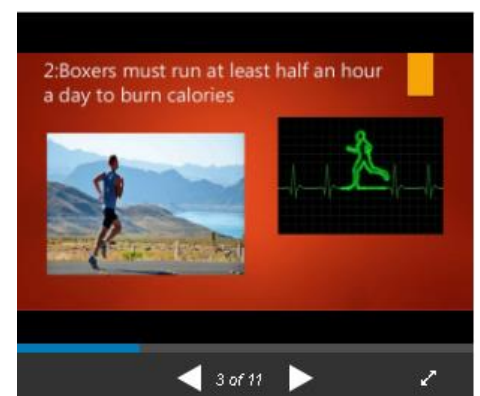 2:Boxers must run at least half an hour
a day to burn calories
3 of 11